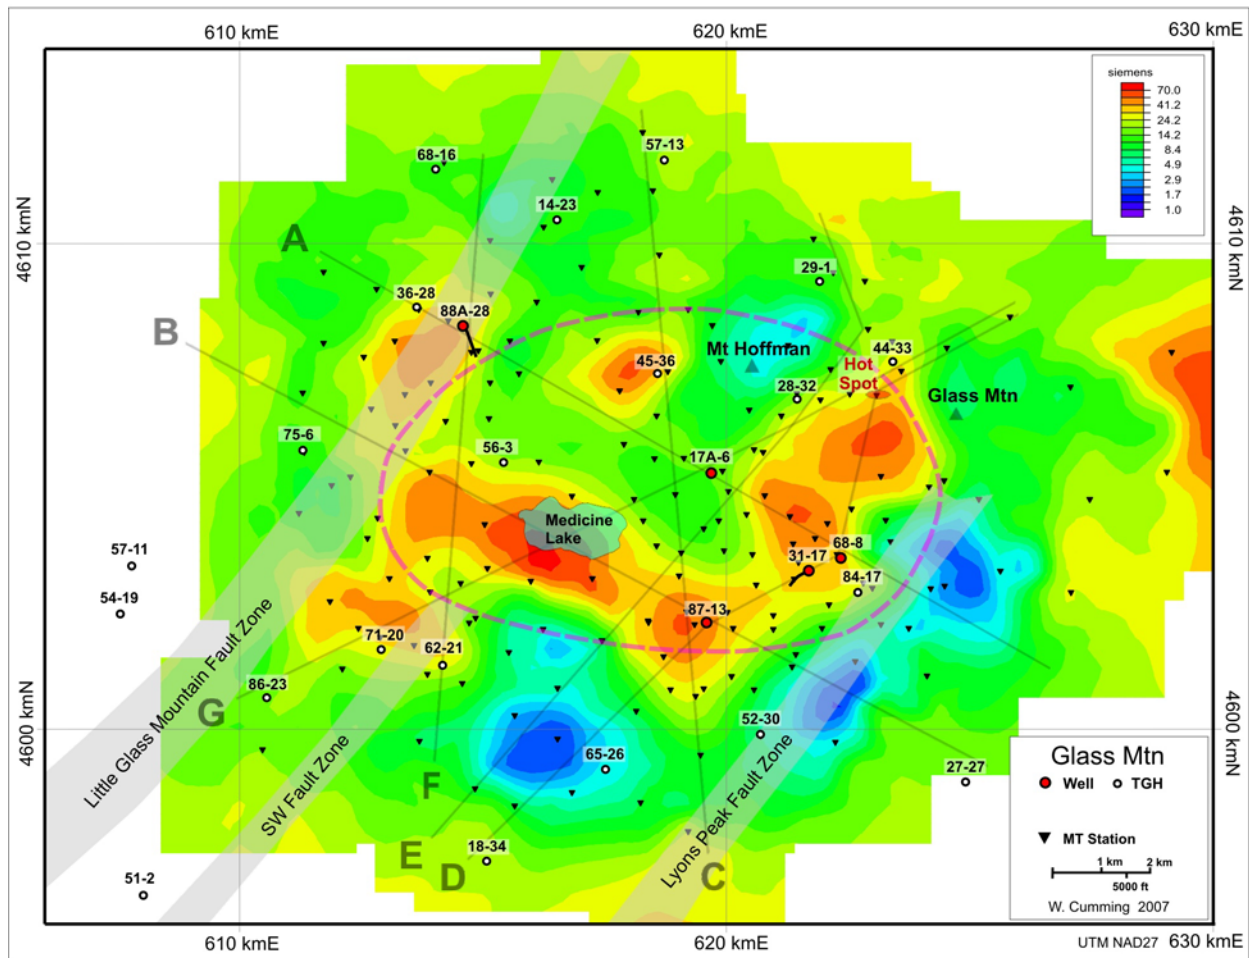 610 kmE
620 kmE
630 kmE
siemens
70.0
41.2
24.2
14.2
8.4
4.9
2.9
1.7
1.0
57-13
68-16
14-23
4610 kmN
4610 kmN
A
29-1
36-28
88A-28
B
Mt Hoffman
44-33
45-36
Hot
Spot
28-32
Glass Mtn
75-6
56-3
17A-6
Medicine
Lake
68-8
57-11
31-17
84-17
54-19
87-13
71-20
62-21
86-23
G
Little Glass Mountain Fault Zone
4600 kmN
4600 kmN
52-30
65-26
27-27
SW Fault Zone
F
Lyons Peak Fault Zone
18-34
E
D
C
51-2
Glass Mtn
Well
TGH
MT Station
1 km
2 km
5000 ft
W. Cumming 2007
610 kmE
620 kmE
UTM NAD27
630 kmE